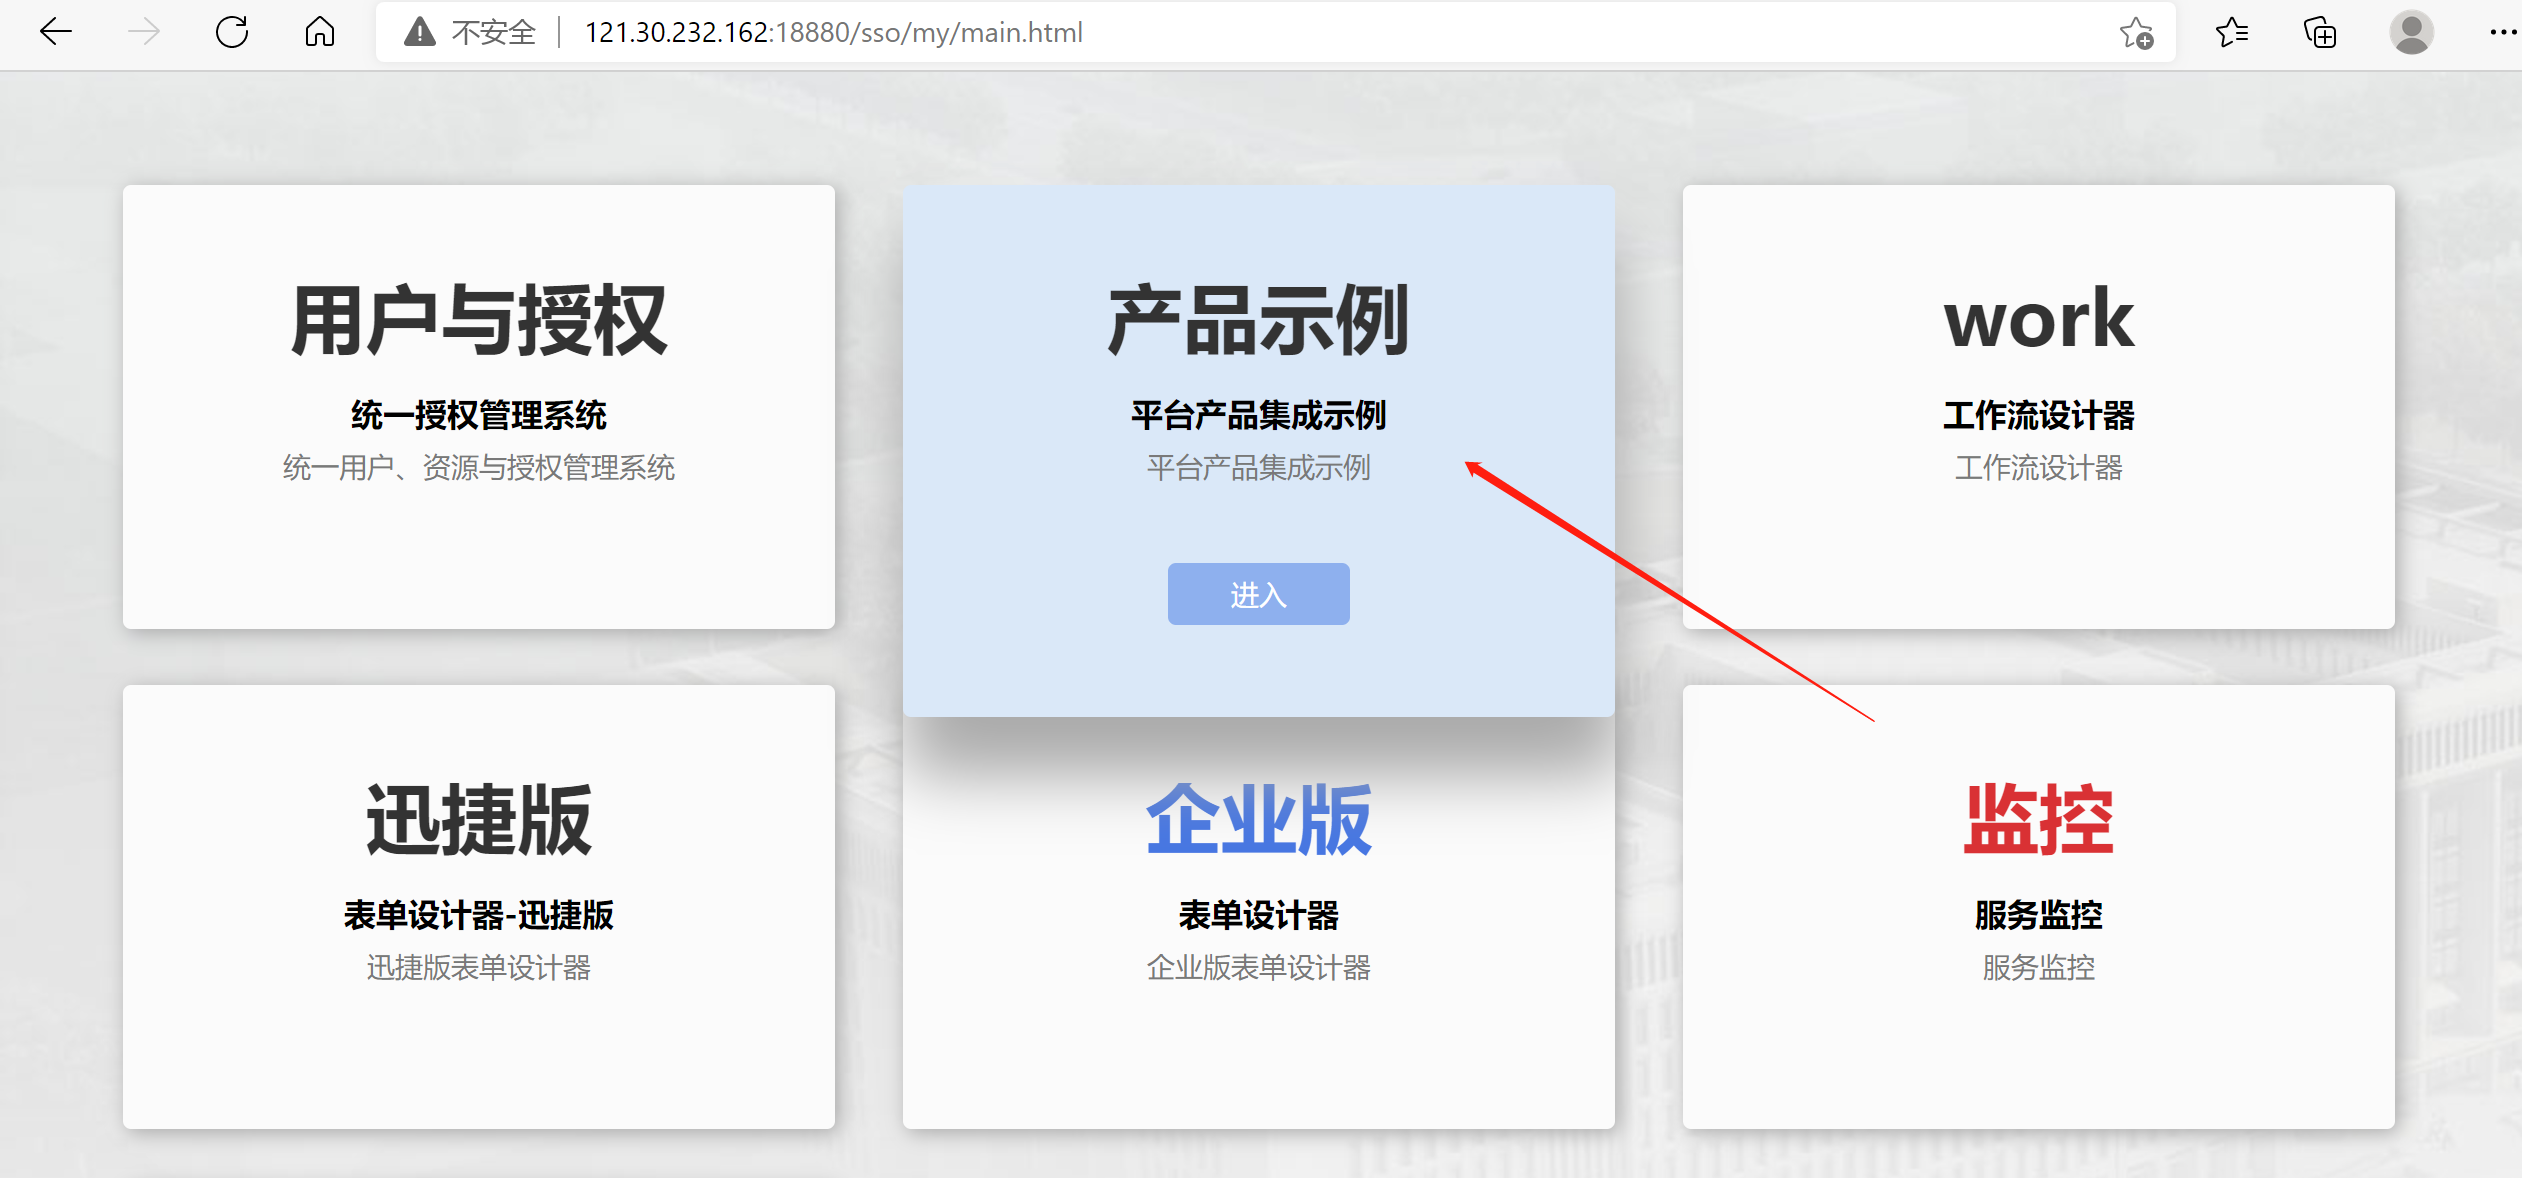 不安全 121.30.232.162:18880/sso/my/main.html
用户与授权
统一授权管理系统
统一用户、资源与授权管理系统
产品示例
平台产品集成示例
平台产品集成示例
进入
work
工作流设计器
工作流设计器
迅捷版
表单设计器-迅捷版
迅捷版表单设计器
企业版
表单设计器
企业版表单设计器
监控
服务监控
服务监控